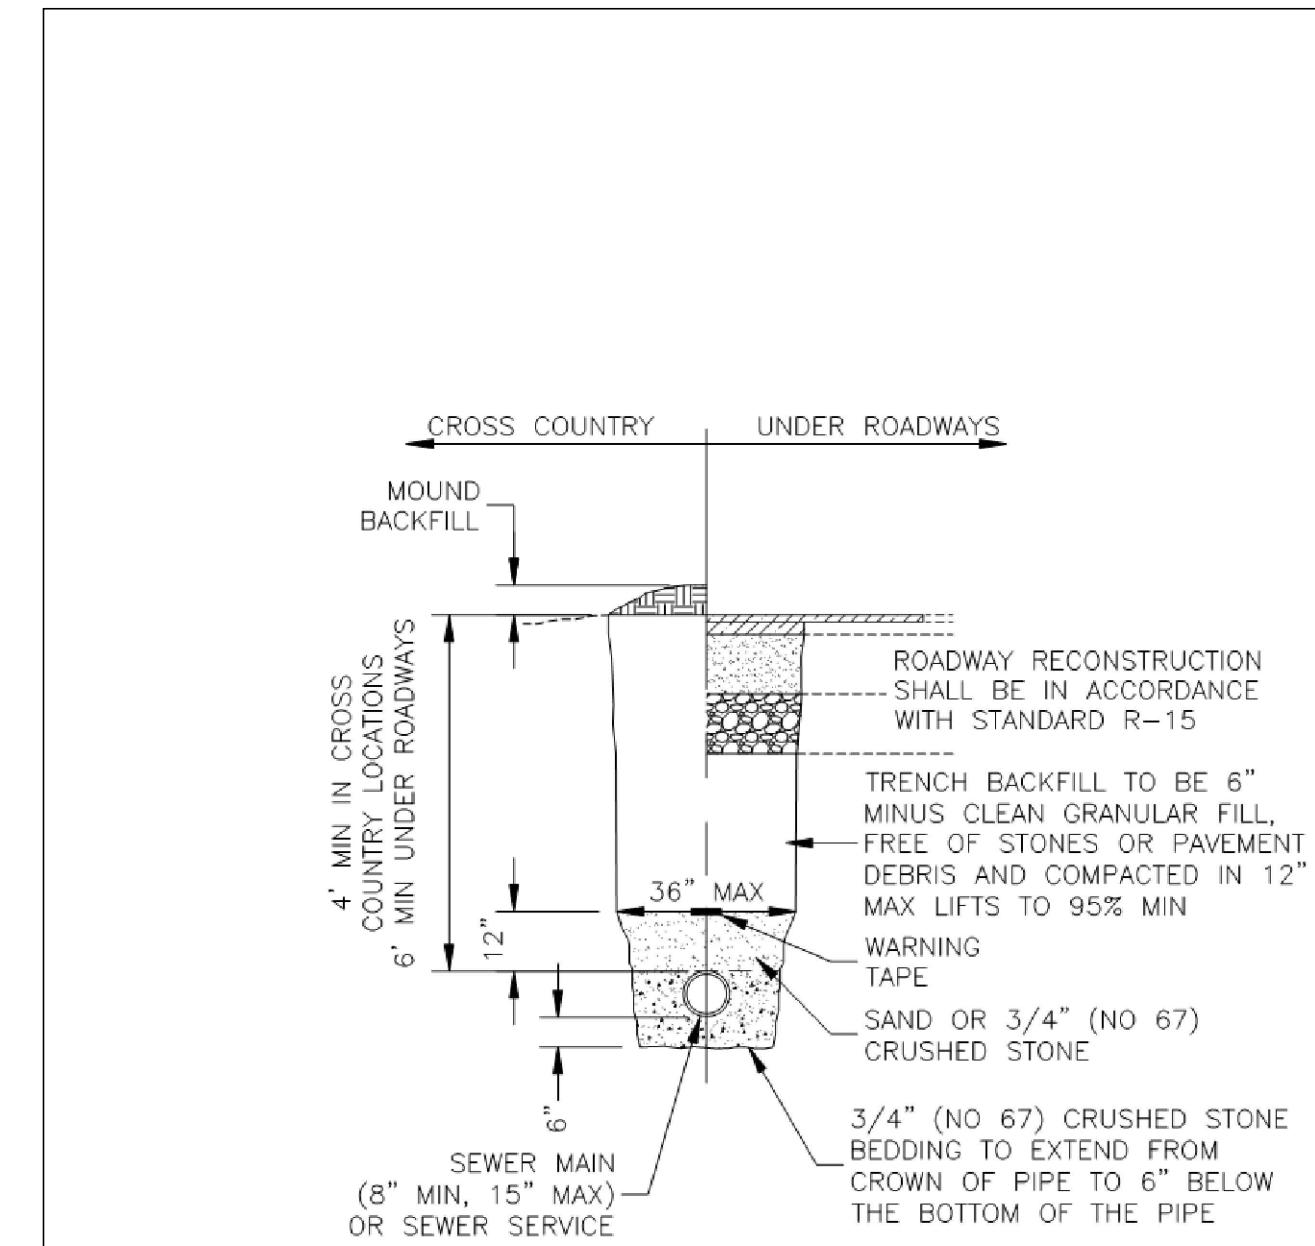 CROSS COUNTRY
UNDER ROADWAYS
MOUND
BACKFILL
4' MIN IN CROSS
COUNTRY LOCATIONS
6' MIN UNDER ROADWAYS
ROADWAY RECONSTRUCTION
SHALL BE IN ACCORDANCE
WITH STANDARD R-15
TRENCH BACKFILL TO BE 6"
MINUS CLEAN GRANULAR FILL,
FREE OF STONES OR PAVEMENT
DEBRIS AND COMPACTED IN 12"
MAX LIFTS TO 95% MIN
36" MAX
12"
WARNING
TAPE
SAND OR 3/4" (NO 67)
CRUSHED STONE
6"
3/4" (NO 67) CRUSHED STONE
BEDDING TO EXTEND FROM
CROWN OF PIPE TO 6" BELOW
THE BOTTOM OF THE PIPE
SEWER MAIN
(8" MIN, 15" MAX)
OR SEWER SERVICE